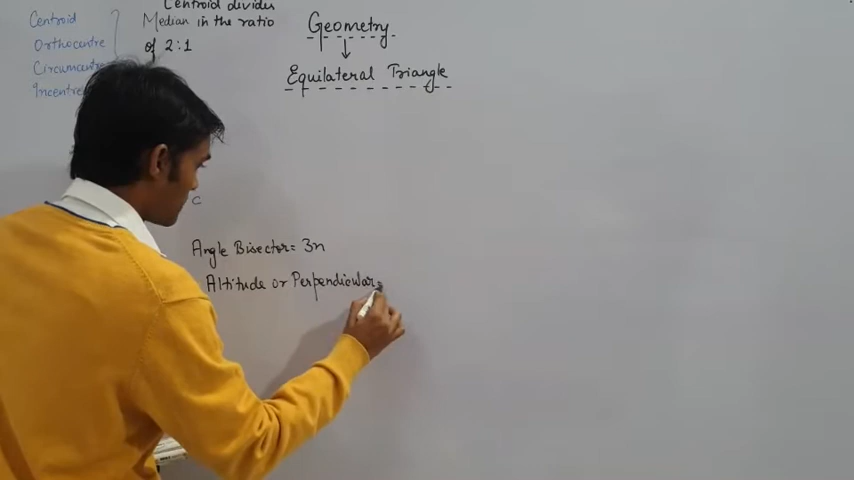 Centroid
Orthocentre
Circumcentre
Incentre
Centroid divides
Median in the ratio
of 2:1
Geometry
Equilateral Triangle
C
Angle Bisector = 3n
Altitude or Perpendicular =